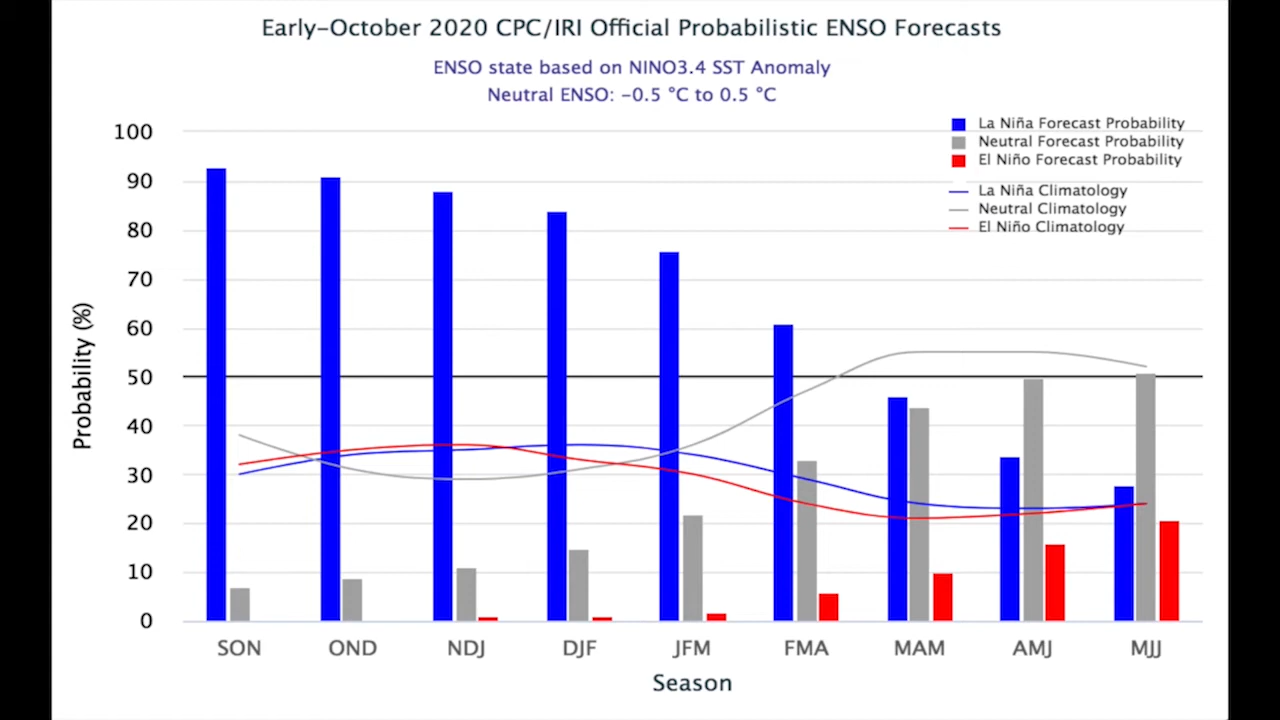 Early-October 2020 CPC/IRI Official Probabilistic ENSO Forecasts
ENSO state based on NINO3.4 SST Anomaly
Neutral ENSO: -0.5 °C to 0.5 °C
La Niña Forecast Probability
Neutral Forecast Probability
El Niño Forecast Probability
La Niña Climatology
Neutral Climatology
El Niño Climatology
Probability (%)
100
90
80
70
60
50
40
30
20
10
0
SON OND NDJ DJF JFM FMA MAM AMJ MJJ
Season